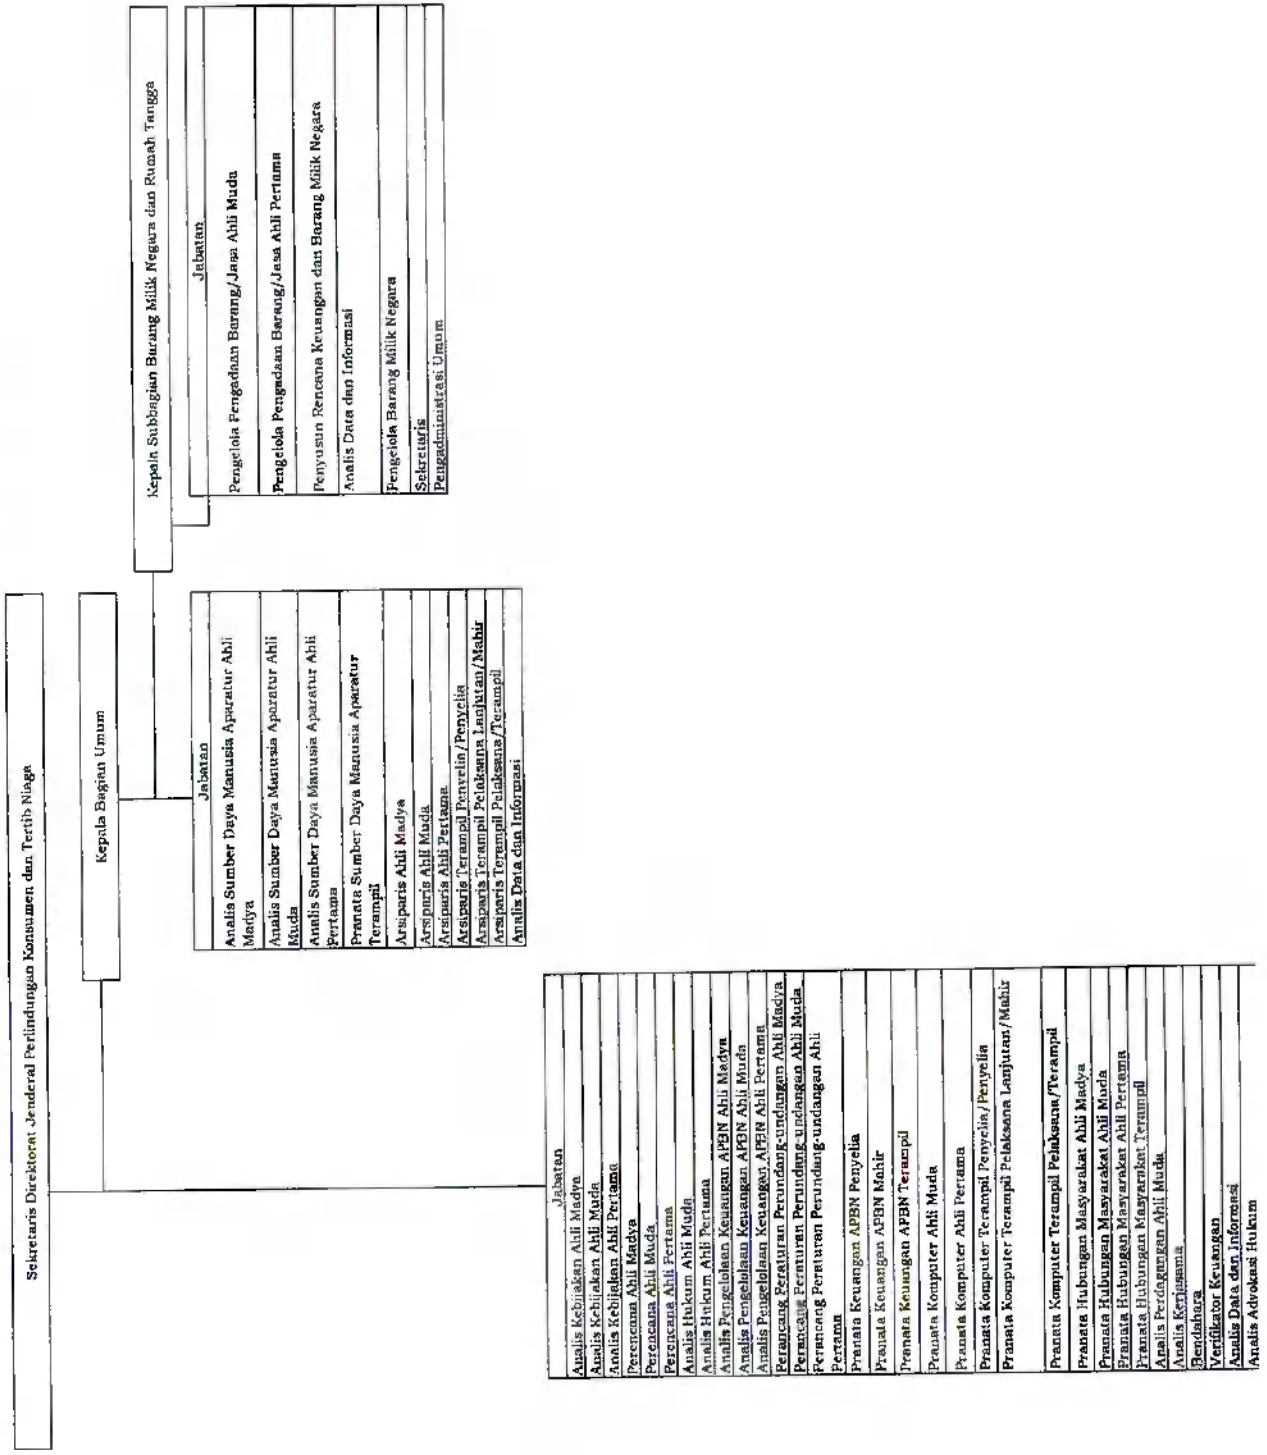 Sekretaris Direktorat Jenderal Perlindungan Konsumen dan Tertib Niaga
Kepala Bagian Umum
Kepala Subbagian Barang Milik Negara dan Rumah Tangga
Jabatan
Pengelola Pengadaan Barang/Jasa Ahli Muda
Pengelola Pengadaan Barang/Jasa Ahli Pertama
Penyusun Rencana Keuangan dan Barang Milik Negara
Analis Data dan Informasi
Pengelola Barang Milik Negara
Sekretaris
Pengadministrasi Umum
Jabatan
Analis Sumber Daya Manusia Aparatur Ahli
Madya
Analis Sumber Daya Manusia Aparatur Ahli
Muda
Analis Sumber Daya Manusia Aparatur Ahli
Pertama
Pranata Sumber Daya Manusia Aparatur
Terampil
Arsiparis Ahli Madya
Arsiparis Ahli Muda
Arsiparis Ahli Pertama
Arsiparis Terampil Penyelia/Penyelia
Arsiparis Terampil Pelaksana Lanjutan/Mahir
Arsiparis Terampil Pelaksana/Terampil
Analis Data dan Informasi
Jabatan
Analis Kebijakan Ahli Madya
Analis Kebijakan Ahli Muda
Analis Kebijakan Ahli Pertama
Perencana Ahli Madya
Perencana Ahli Muda
Perencana Ahli Pertama
Analis Hukum Ahli Muda
Analis Hukum Ahli Pertama
Analis Pengelolaan Keuangan APBN Ahli Madya
Analis Pengelolaan Keuangan APBN Ahli Muda
Analis Pengelolaan Keuangan APBN Ahli Pertama
Perancang Peraturan Perundang-undangan Ahli Madya
Perancang Peraturan Perundang-undangan Ahli Muda
Perancang Peraturan Perundang-undangan Ahli
Pertama
Pranata Keuangan APBN Penyelia
Pranata Keuangan APBN Mahir
Pranata Keuangan APBN Terampil
Pranata Komputer Ahli Muda
Pranata Komputer Ahli Pertama
Pranata Komputer Terampil Penyelia/Penyelia
Pranata Komputer Terampil Pelaksana Lanjutan/Mahir
Pranata Komputer Terampil Pelaksana/Terampil
Pranata Hubungan Masyarakat Ahli Madya
Pranata Hubungan Masyarakat Ahli Muda
Pranata Hubungan Masyarakat Ahli Pertama
Pranata Hubungan Masyarakat Terampil
Analis Perdagangan Ahli Muda
Analis Kerjasama
Bendahara
Verifikator Keuangan
Analis Data dan Informasi
Analis Advokasi Hukum